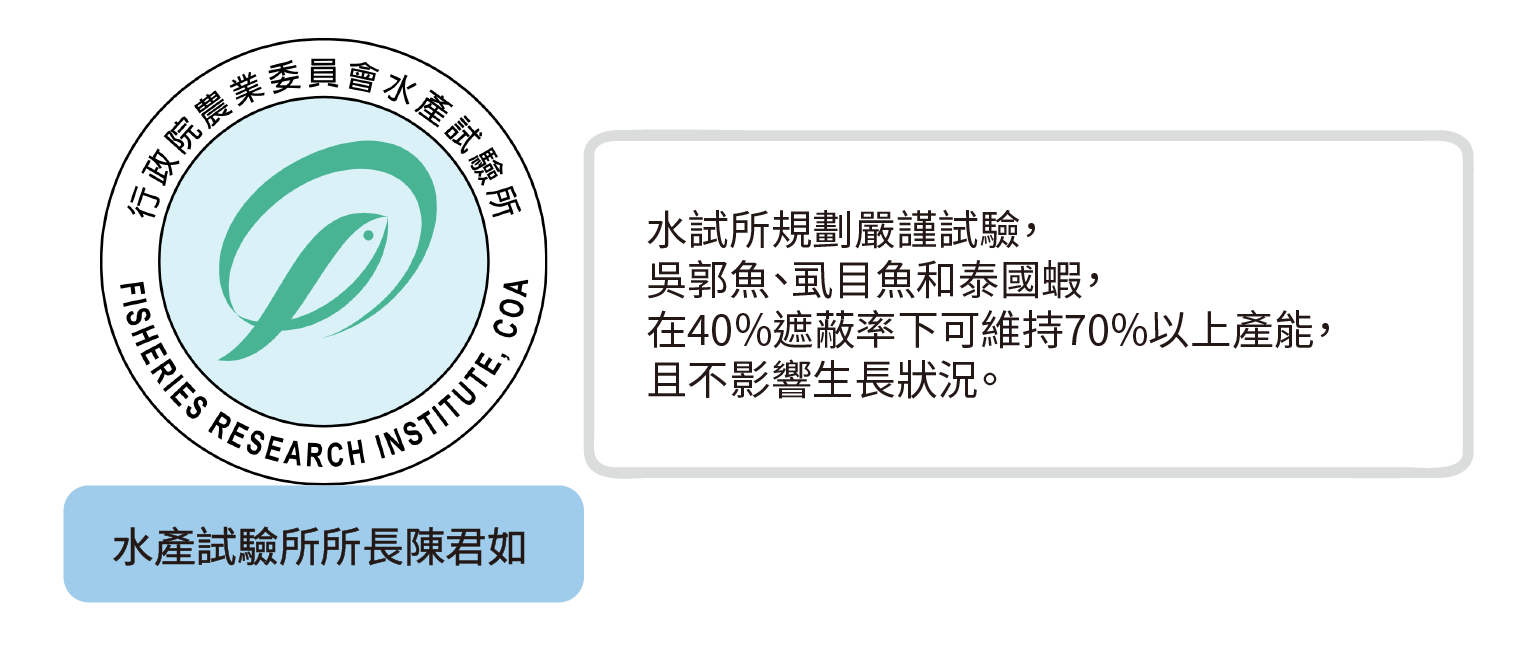 行政院農業委員會水產試驗所
FISHERIES RESEARCH INSTITUTE, COA
水產試驗所所長陳君如
水試所規劃嚴謹試驗，
吳郭魚、虱目魚和泰國蝦，
在40%遮蔽率下可維持70%以上產能，
且不影響生長狀況。